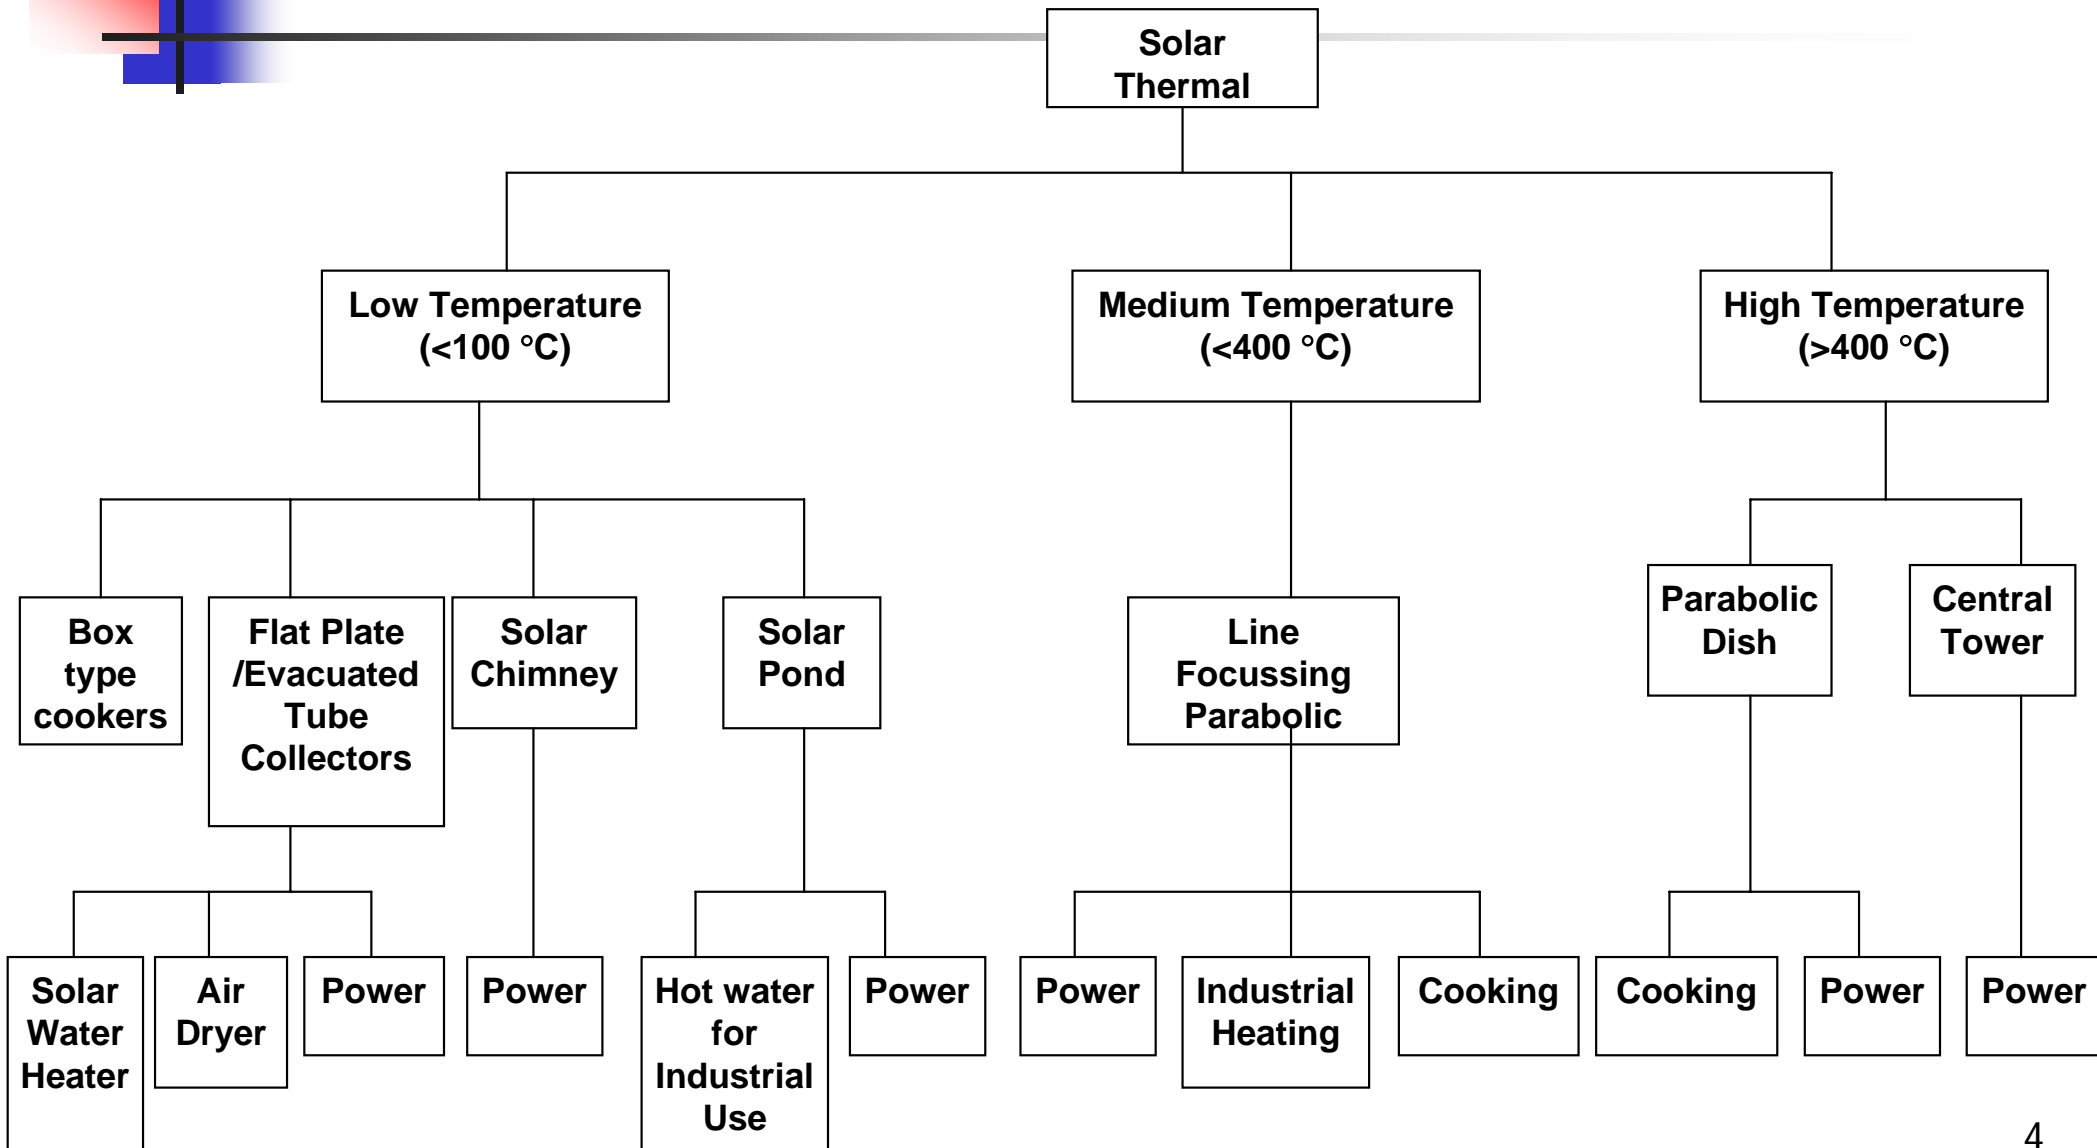 Solar
Thermal
Low Temperature
(<100 °C)
Medium Temperature
(<400 °C)
High Temperature
(>400 °C)
Box
type
cookers
Flat Plate
/Evacuated
Tube
Collectors
Solar
Chimney
Solar
Pond
Line
Focussing
Parabolic
Parabolic
Dish
Central
Tower
Solar
Water
Heater
Air
Dryer
Power
Power
Hot water
for
Industrial
Use
Power
Power
Industrial
Heating
Cooking
Cooking
Power
Power
4